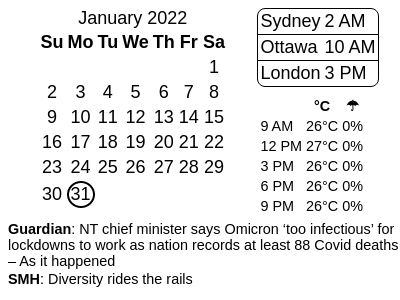 January 2022
Su Mo Tu We Th Fr Sa
1
2 3 4 5 6 7 8
9 10 11 12 13 14 15
16 17 18 19 20 21 22
23 24 25 26 27 28 29
30 31
Sydney 2 AM
Ottawa 10 AM
London 3 PM
°C ☂
9 AM 26°C 0%
12 PM 27°C 0%
3 PM 26°C 0%
6 PM 26°C 0%
9 PM 26°C 0%
Guardian: NT chief minister says Omicron ‘too infectious’ for
lockdowns to work as nation records at least 88 Covid deaths
– As it happened
SMH: Diversity rides the rails